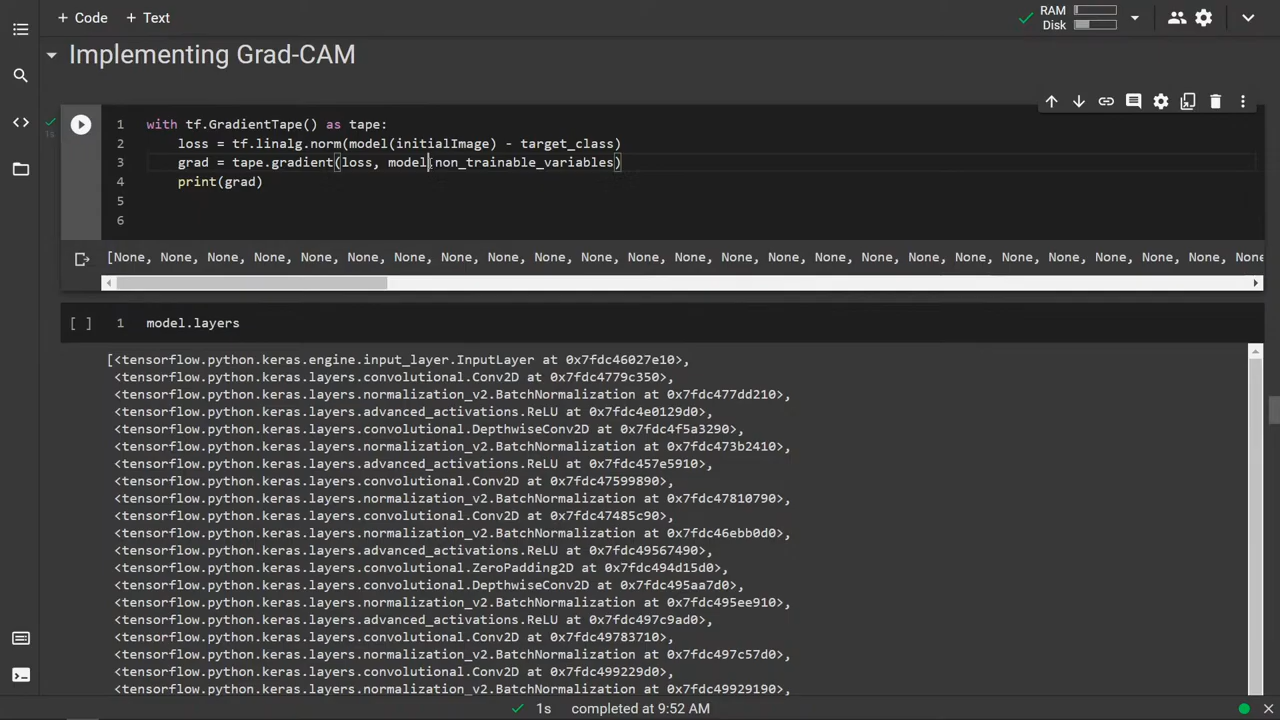 + Code + Text
RAM
Disk
Implementing Grad-CAM
1 with tf.GradientTape() as tape:
2 loss = tf.linalg.norm(model(initialImage) - target_class)
3 grad = tape.gradient(loss, model.non_trainable_variables)
4 print(grad)
5
6
1s
[None, None, None, None, None, None, None, None, None, None, None, None, None, None, None, None, None, None, None, None, None, None, None, None, None
[ ] 1 model.layers
[<tensorflow.python.keras.engine.input_layer.InputLayer at 0x7fdc46027e10>,
<tensorflow.python.keras.layers.convolutional.Conv2D at 0x7fdc4779c350>,
<tensorflow.python.keras.layers.normalization_v2.BatchNormalization at 0x7fdc477dd210>,
<tensorflow.python.keras.layers.advanced_activations.ReLU at 0x7fdc4e0129d0>,
<tensorflow.python.keras.layers.convolutional.DepthwiseConv2D at 0x7fdc4f5a3290>,
<tensorflow.python.keras.layers.normalization_v2.BatchNormalization at 0x7fdc473b2410>,
<tensorflow.python.keras.layers.advanced_activations.ReLU at 0x7fdc457e5910>,
<tensorflow.python.keras.layers.convolutional.Conv2D at 0x7fdc47599890>,
<tensorflow.python.keras.layers.normalization_v2.BatchNormalization at 0x7fdc47810790>,
<tensorflow.python.keras.layers.convolutional.Conv2D at 0x7fdc47485c90>,
<tensorflow.python.keras.layers.normalization_v2.BatchNormalization at 0x7fdc46ebb0d0>,
<tensorflow.python.keras.layers.advanced_activations.ReLU at 0x7fdc49567490>,
<tensorflow.python.keras.layers.convolutional.ZeroPadding2D at 0x7fdc494d15d0>,
<tensorflow.python.keras.layers.convolutional.DepthwiseConv2D at 0x7fdc495aa7d0>,
<tensorflow.python.keras.layers.normalization_v2.BatchNormalization at 0x7fdc495ee910>,
<tensorflow.python.keras.layers.advanced_activations.ReLU at 0x7fdc497c9ad0>,
<tensorflow.python.keras.layers.convolutional.Conv2D at 0x7fdc49783710>,
<tensorflow.python.keras.layers.normalization_v2.BatchNormalization at 0x7fdc497c57d0>,
<tensorflow.python.keras.layers.convolutional.Conv2D at 0x7fdc499229d0>,
<tensorflow.python.keras.layers.normalization_v2.BatchNormalization at 0x7fdc49929190>,
1s completed at 9:52 AM